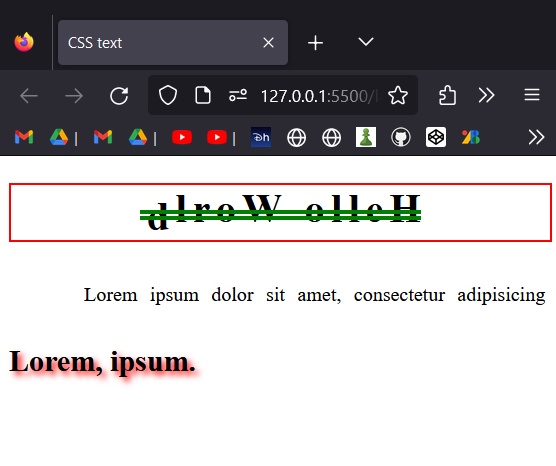 CSS text
127.0.0.1:5500/
dlroW olleH
Lorem ipsum dolor sit amet, consectetur adipisicing
Lorem, ipsum.